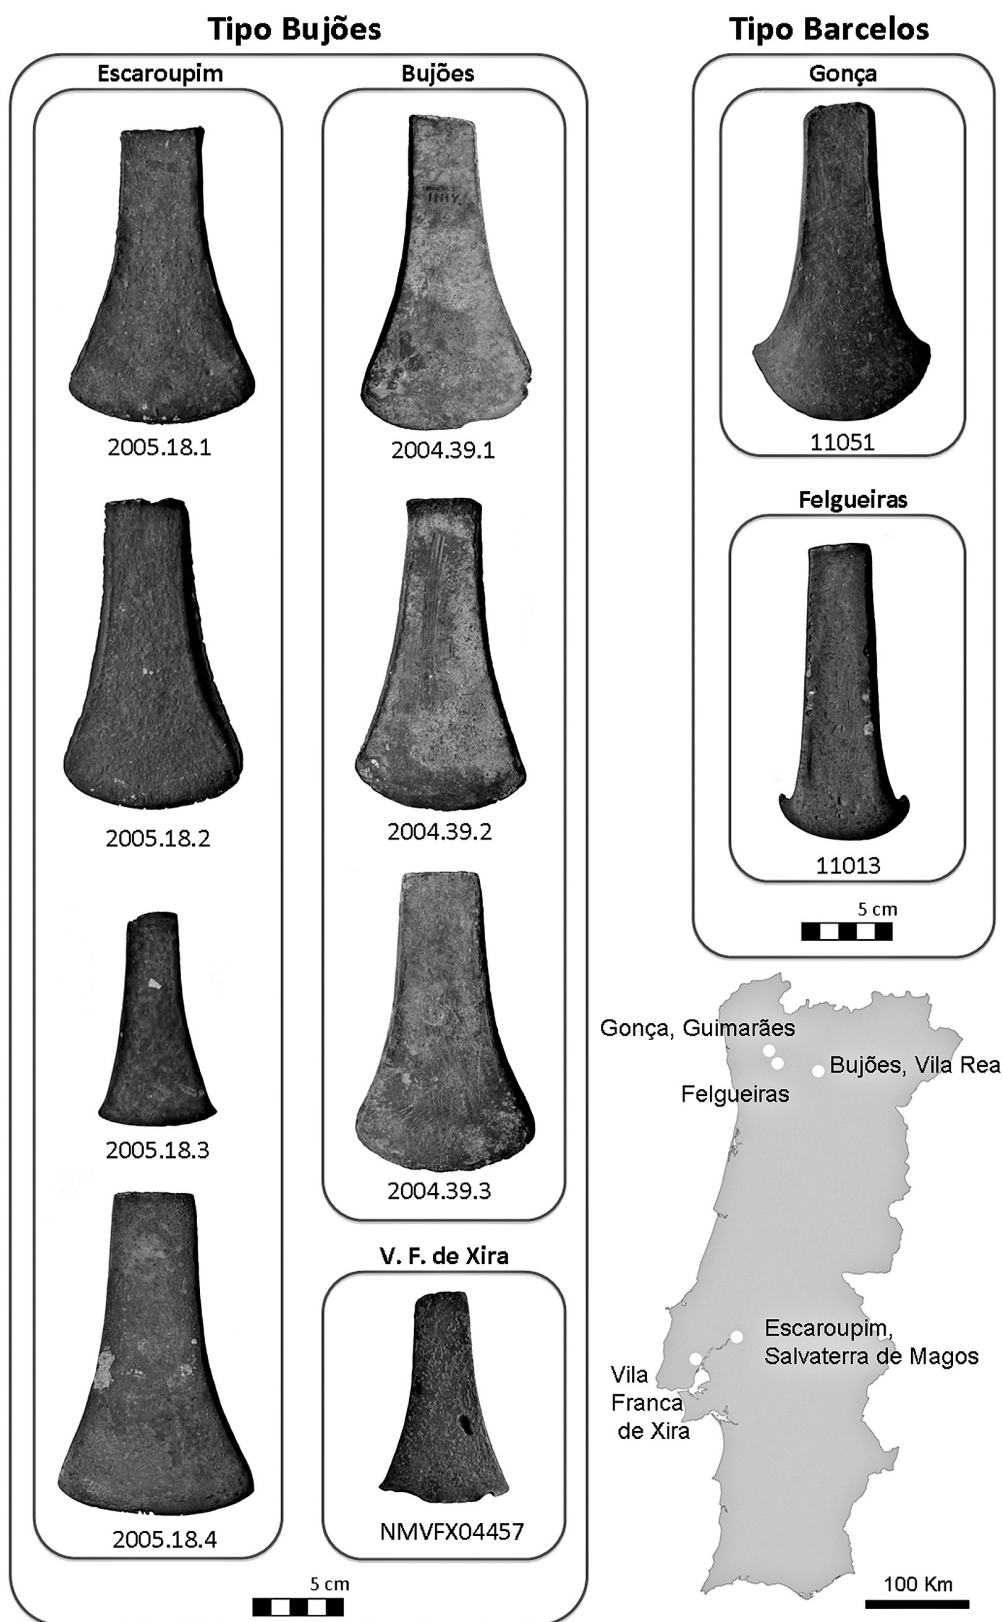 Tipo Bujões
Escaroupim
2005.18.1
2005.18.2
2005.18.3
2005.18.4
Bujões
2004.39.1
2004.39.2
2004.39.3
V. F. de Xira
NMVFX04457
5 cm
Tipo Barcelos
Gonça
11051
Felgueiras
11013
5 cm
Gonça, Guimarães
Bujões, Vila Rea
Felgueiras
Escaroupim,
Salvaterra de Magos
Vila
Franca
de Xira
100 Km